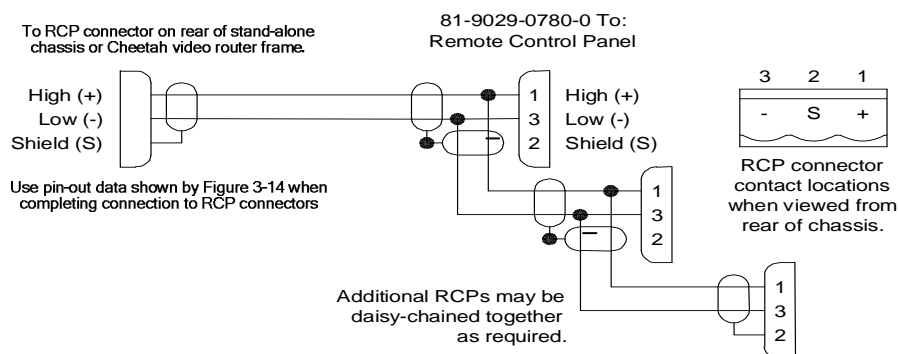 To RCP connector on rear of stand-alone
chassis or Cheetah video router frame.
81-9029-0780-0 To:
Remote Control Panel
High (+)
Low (-)
Shield (S)
1
3
2
High (+)
Low (-)
Shield (S)
3 2 1
- S +
RCP connector
contact locations
when viewed from
rear of chassis.
Use pin-out data shown by Figure 3-14 when
completing connection to RCP connectors
1
3
2
Additional RCPs may be
daisy-chained together
as required.
1
3
2